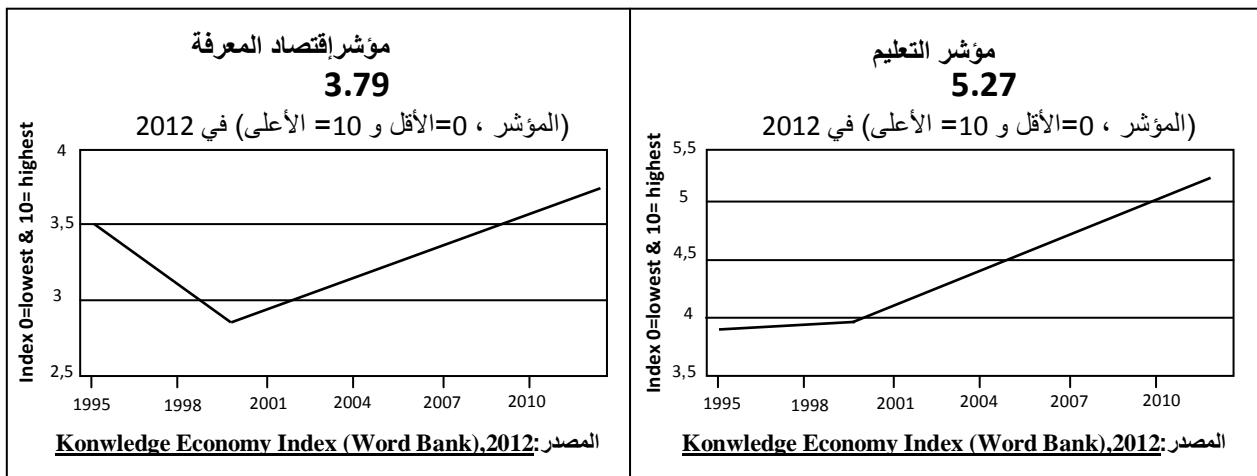 مؤشرإقتصاد المعرفة
3.79
(المؤشر ، 0=الأقل و 10= الأعلى) في 2012
Index 0=lowest & 10= highest
4
3,5
3
2,5
1995 1998 2001 2004 2007 2010
المصدر:Konwledge Economy Index (Word Bank),2012
مؤشر التعليم
5.27
(المؤشر ، 0=الأقل و 10= الأعلى) في 2012
Index 0=lowest & 10= highest
5,5
5
4,5
4
3,5
1995 1998 2001 2004 2007 2010
المصدر:Konwledge Economy Index (Word Bank),2012